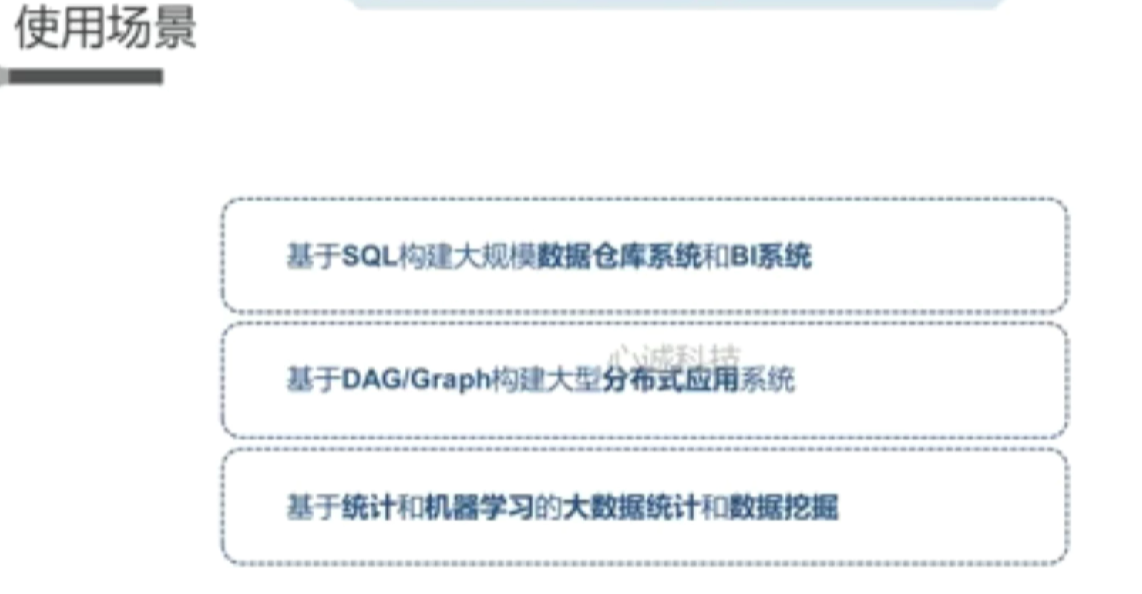 使用场景
基于SQL构建大规模数据仓库系统和BI系统
心诚科技
基于DAG/Graph构建大型分布式应用系统
基于统计和机器学习的大数据统计和数据挖掘